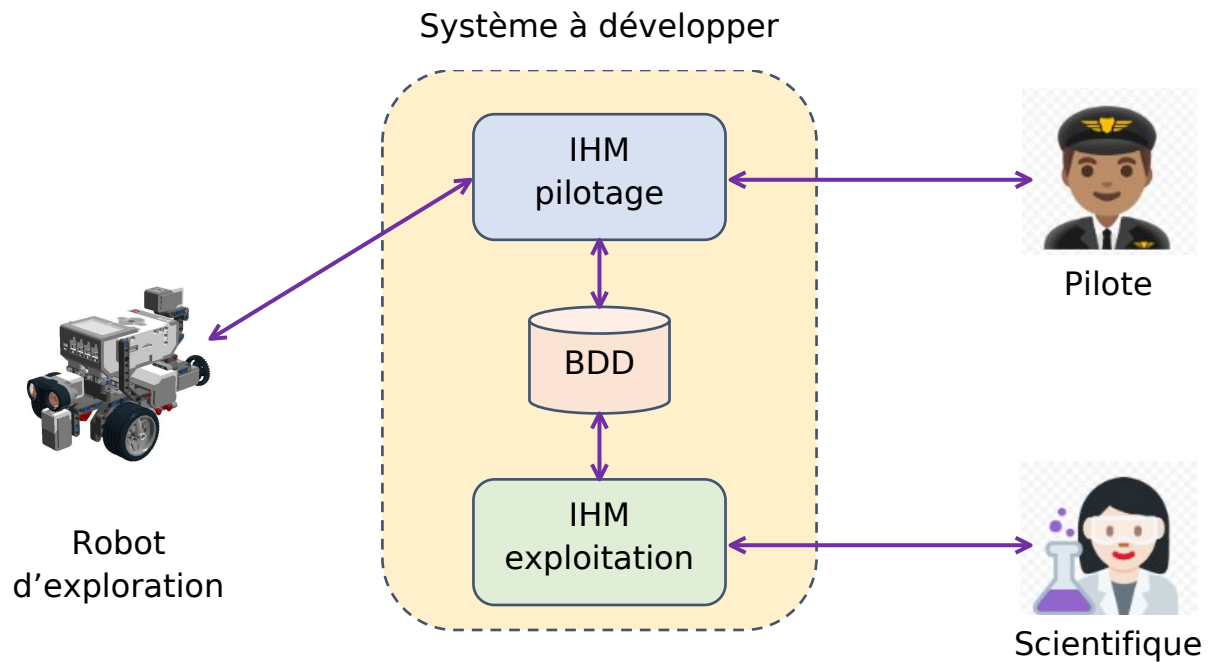 Système à développer
IHM
pilotage
Pilote
BDD
IHM
exploitation
Robot
d’exploration
Scientifique